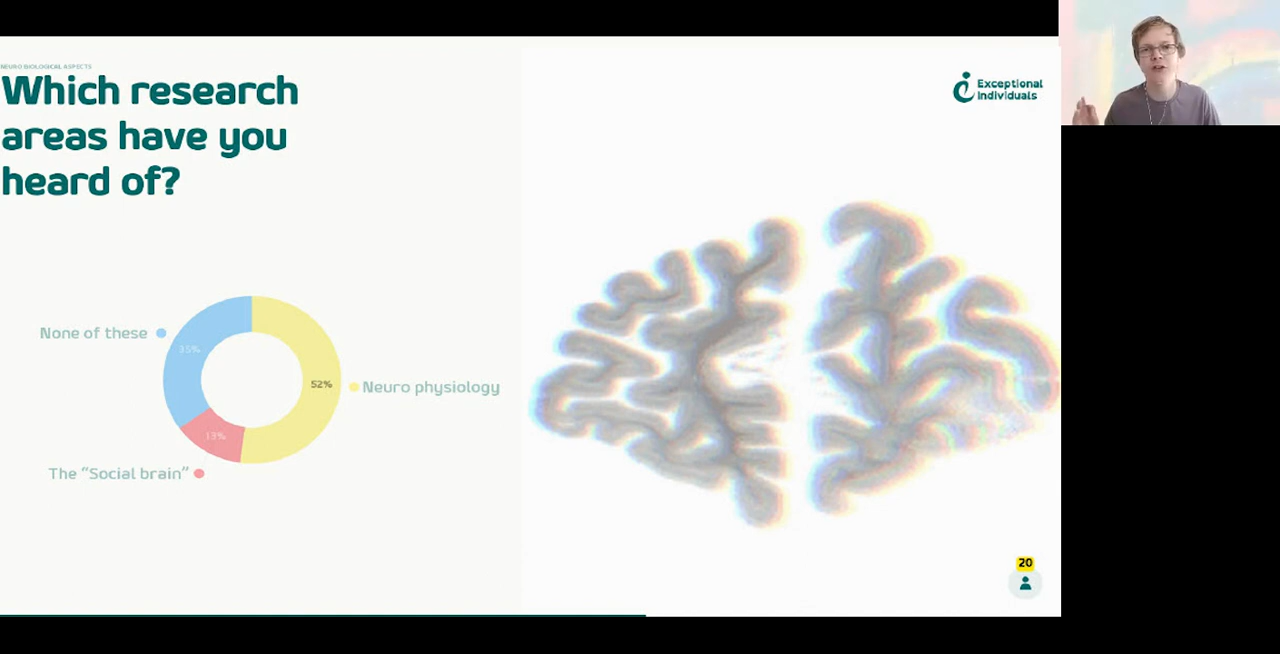 NEURO BIOLOGICAL ASPECTS
Which research
areas have you
heard of?
Exceptional
Individuals
None of these
35%
52%
Neuro physiology
13%
The “Social brain”
20